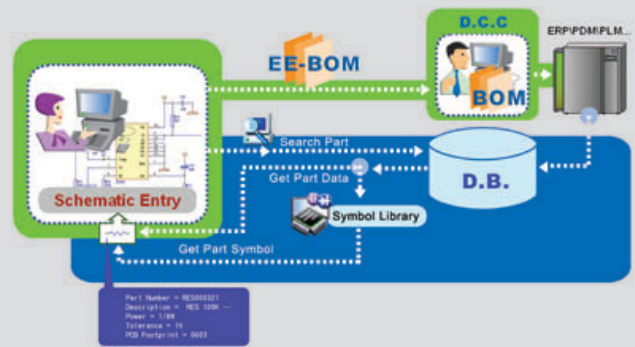 D.C.C
ERP\PDM\PLM...
EE-BOM
BOM
Search Part
Get Part Data
D.B.
Schematic Entry
Symbol Library
Get Part Symbol
Part Number = RES000321
Description = RES 100K --
Power = 1/8W
Tolerance = 1%
PCB Footprint = 0603